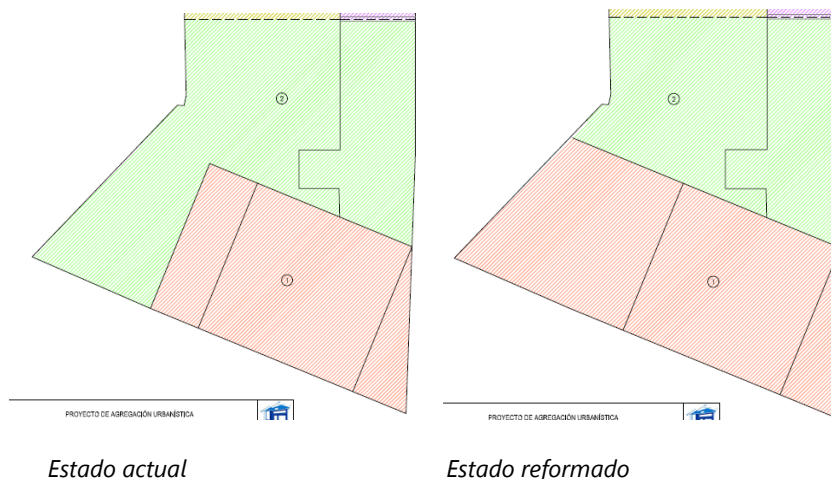 2
1
PROYECTO DE AGREGACIÓN URBANÍSTICA
Estado actual
2
1
PROYECTO DE AGREGACIÓN URBANÍSTICA
Estado reformado